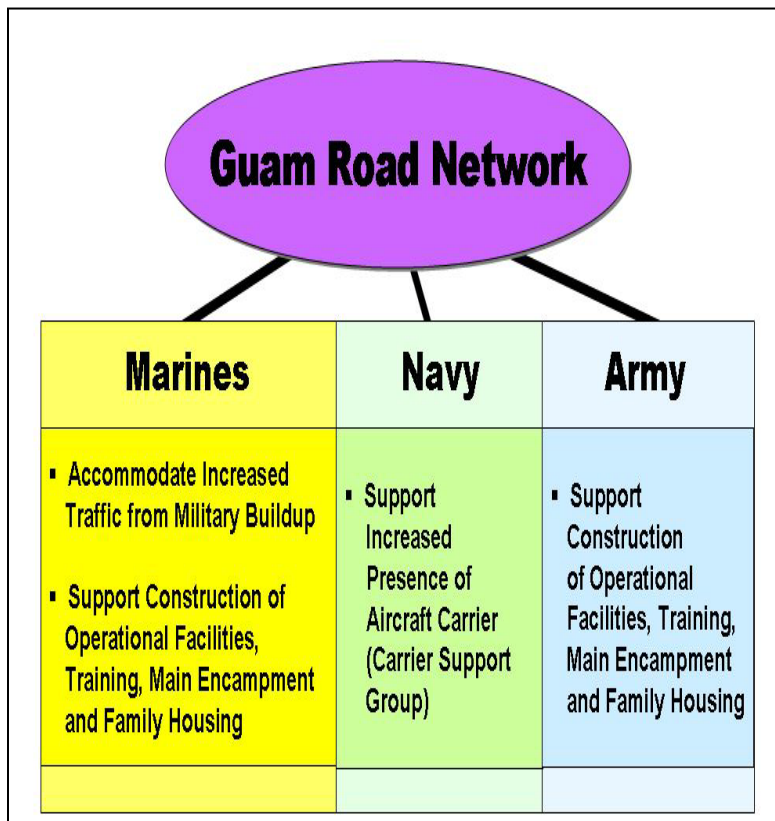 Guam Road Network
Marines
▪ Accommodate Increased
Traffic from Military Buildup
▪ Support Construction of
Operational Facilities,
Training, Main Encampment
and Family Housing
Navy
▪ Support
Increased
Presence of
Aircraft Carrier
(Carrier Support
Group)
Army
▪ Support
Construction
of Operational
Facilities, Training,
Main Encampment
and Family Housing